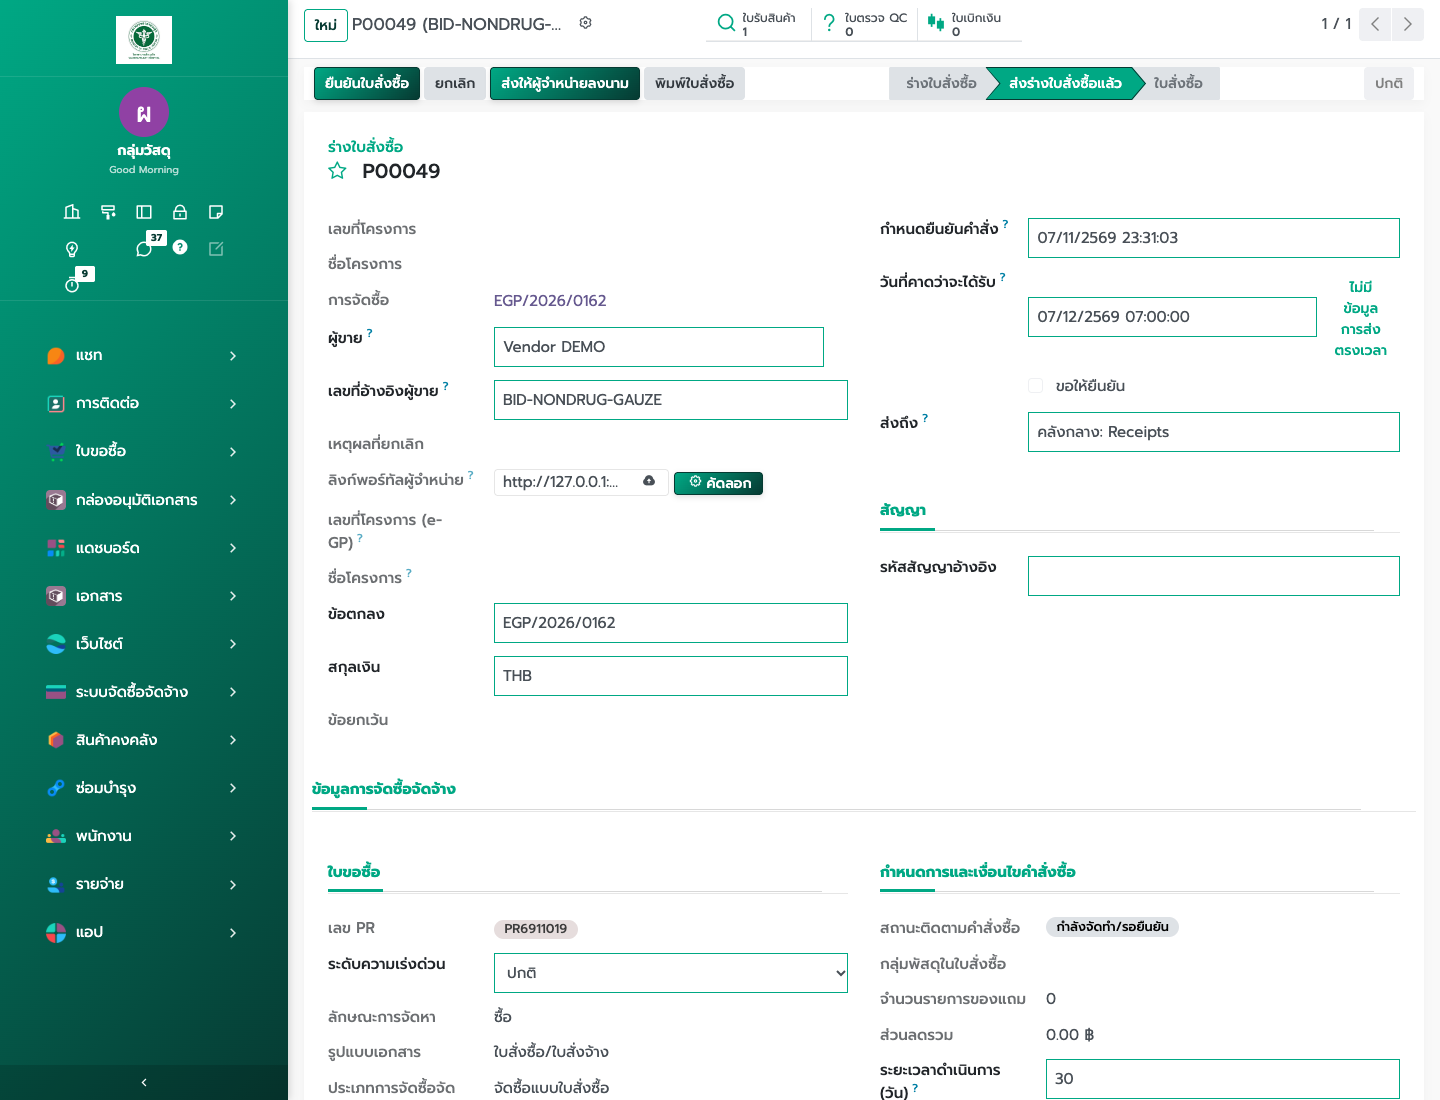 ผ
กลุ่มวัสดุ
Good Morning
37
9
แชท
การติดต่อ
ใบขอซื้อ
กล่องอนุมัติเอกสาร
แดชบอร์ด
เอกสาร
เว็บไซต์
ระบบจัดซื้อจัดจ้าง
สินค้าคงคลัง
ซ่อมบำรุง
พนักงาน
รายจ่าย
แอป
ใหม่ P00049 (BID-NONDRUG-...
ใบรับสินค้า
1
ใบตรวจ QC
0
ใบเบิกเงิน
0
1 / 1
ยืนยันใบสั่งซื้อ ยกเลิก ส่งให้ผู้จำหน่ายลงนาม พิมพ์ใบสั่งซื้อ ร่างใบสั่งซื้อ ส่งร่างใบสั่งซื้อแล้ว ใบสั่งซื้อ ปกติ
ร่างใบสั่งซื้อ
P00049
เลขที่โครงการ
ชื่อโครงการ
การจัดซื้อ EGP/2026/0162
ผู้ขาย ? Vendor DEMO
เลขที่อ้างอิงผู้ขาย ? BID-NONDRUG-GAUZE
เหตุผลที่ยกเลิก
ลิงก์พอร์ทัลผู้จำหน่าย ? http://127.0.0.1:... คัดลอก
เลขที่โครงการ (e-
GP) ?
ชื่อโครงการ ?
ข้อตกลง EGP/2026/0162
สกุลเงิน THB
ข้อยกเว้น
กำหนดยืนยันคำสั่ง ? 07/11/2569 23:31:03
วันที่คาดว่าจะได้รับ ? 07/12/2569 07:00:00
ไม่มี
ข้อมูล
การส่ง
ตรงเวลา
ขอให้ยืนยัน
ส่งถึง ? คลังกลาง: Receipts
สัญญา
รหัสสัญญาอ้างอิง
ข้อมูลการจัดซื้อจัดจ้าง
ใบขอซื้อ
เลข PR PR6911019
ระดับความเร่งด่วน ปกติ
ลักษณะการจัดหา ซื้อ
รูปแบบเอกสาร ใบสั่งซื้อ/ใบสั่งจ้าง
ประเภทการจัดซื้อจัด จัดซื้อแบบใบสั่งซื้อ
กำหนดการและเงื่อนไขคำสั่งซื้อ
สถานะติดตามคำสั่งซื้อ กำลังจัดทำ/รอยืนยัน
กลุ่มพัสดุในใบสั่งซื้อ
จำนวนรายการของแถม 0
ส่วนลดรวม 0.00 ฿
ระยะเวลาดำเนินการ
(วัน) ? 30